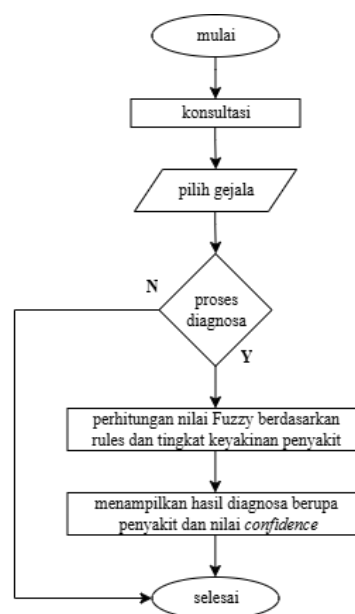 mulai
konsultasi
pilih gejala
N
proses
diagnosa
Y
perhitungan nilai Fuzzy berdasarkan
rules dan tingkat keyakinan penyakit
menampilkan hasil diagnosa berupa
penyakit dan nilai confidence
selesai